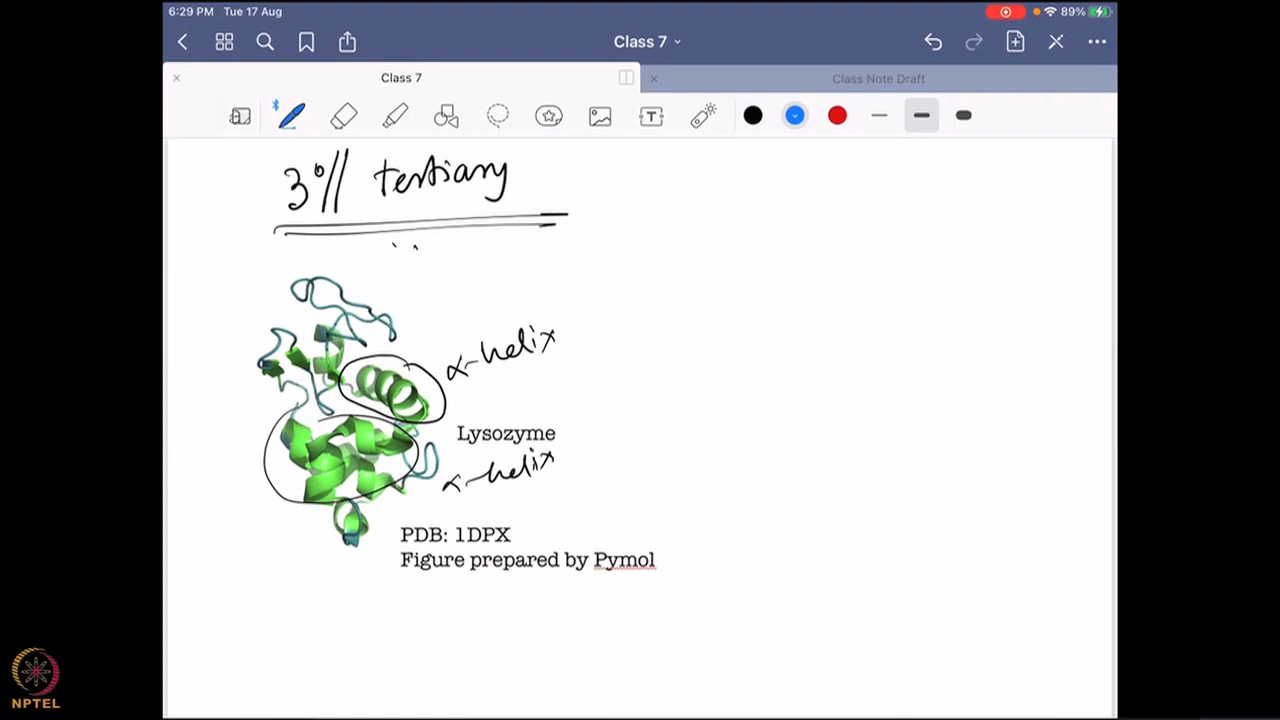 6:29 PM Tue 17 Aug
89%
Class 7
Class 7
Class Note Draft
T
3° // tertiary
α-helix
Lysozyme
α-helix
PDB: 1DPX
Figure prepared by Pymol
NPTEL